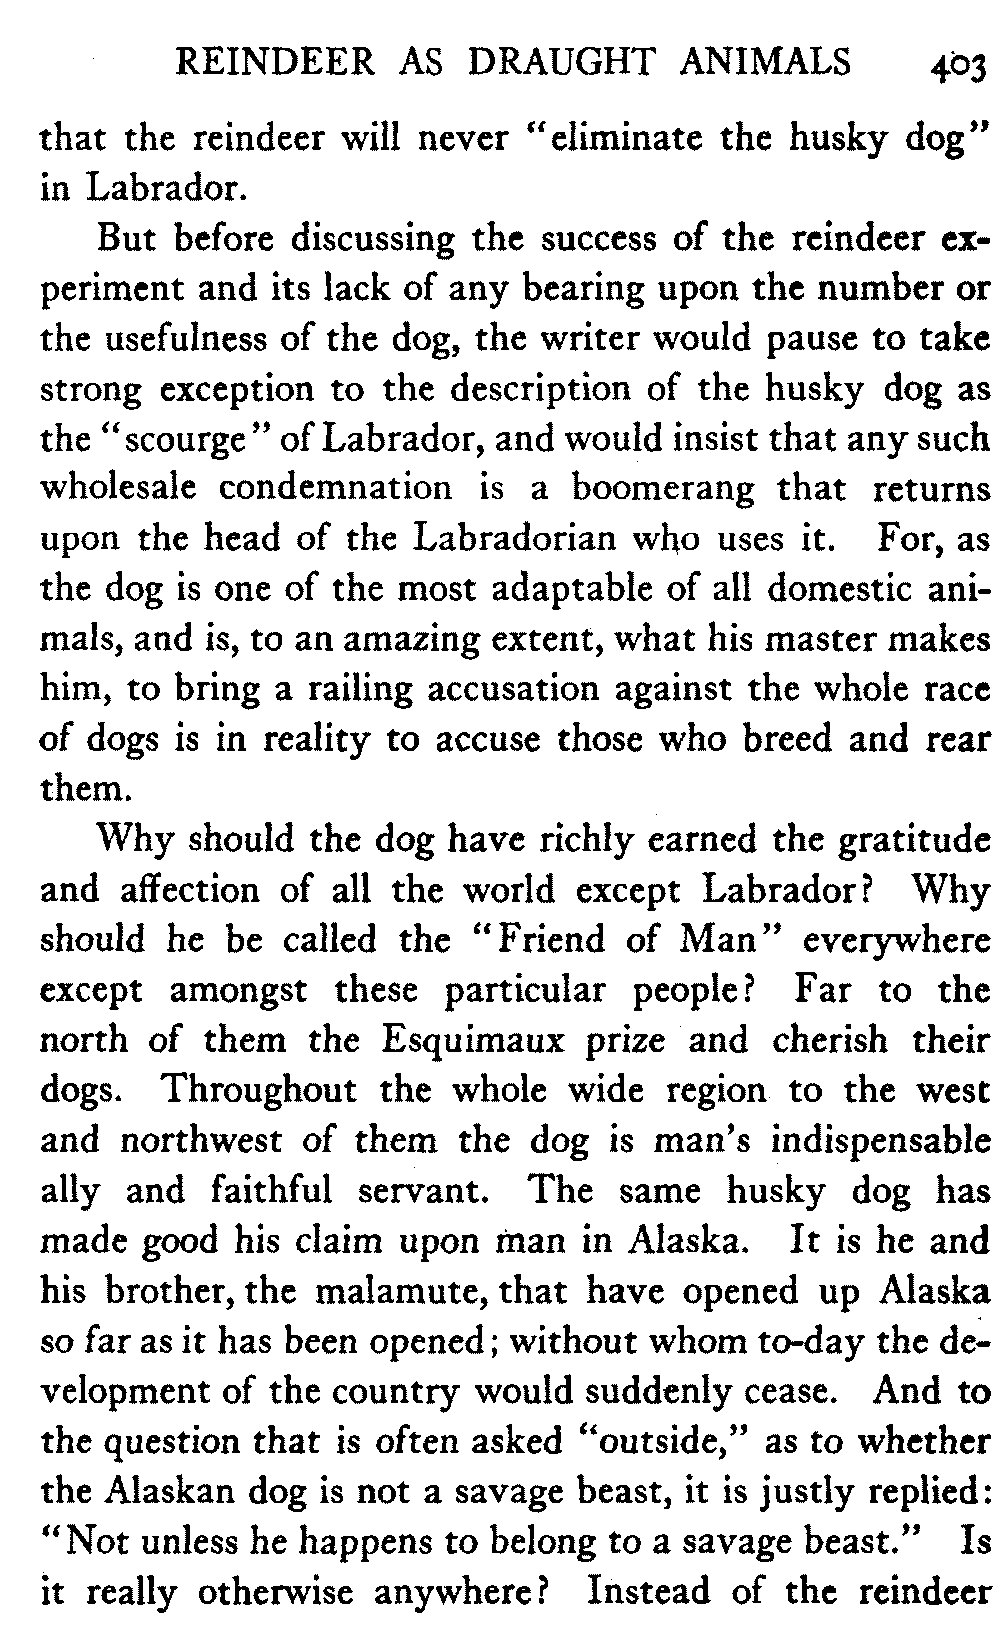 REINDEER AS DRAUGHT ANIMALS 403
that the reindeer will never "eliminate the husky dog"
in Labrador.
But before discussing the success of the reindeer ex-
periment and its lack of any bearing upon the number or
the usefulness of the dog, the writer would pause to take
strong exception to the description of the husky dog as
the "scourge" of Labrador, and would insist that any such
wholesale condemnation is a boomerang that returns
upon the head of the Labradorian who uses it. For, as
the dog is one of the most adaptable of all domestic ani-
mals, and is, to an amazing extent, what his master makes
him, to bring a railing accusation against the whole race
of dogs is in reality to accuse those who breed and rear
them.
Why should the dog have richly earned the gratitude
and affection of all the world except Labrador? Why
should he be called the "Friend of Man" everywhere
except amongst these particular people? Far to the
north of them the Esquimaux prize and cherish their
dogs. Throughout the whole wide region to the west
and northwest of them the dog is man's indispensable
ally and faithful servant. The same husky dog has
made good his claim upon man in Alaska. It is he and
his brother, the malamute, that have opened up Alaska
so far as it has been opened; without whom to-day the de-
velopment of the country would suddenly cease. And to
the question that is often asked "outside," as to whether
the Alaskan dog is not a savage beast, it is justly replied:
"Not unless he happens to belong to a savage beast." Is
it really otherwise anywhere? Instead of the reindeer